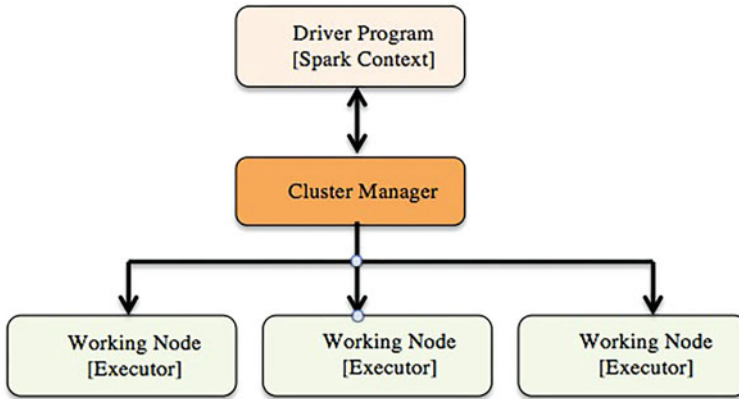 Driver Program
[Spark Context]
Cluster Manager
Working Node
[Executor]
Working Node
[Executor]
Working Node
[Executor]